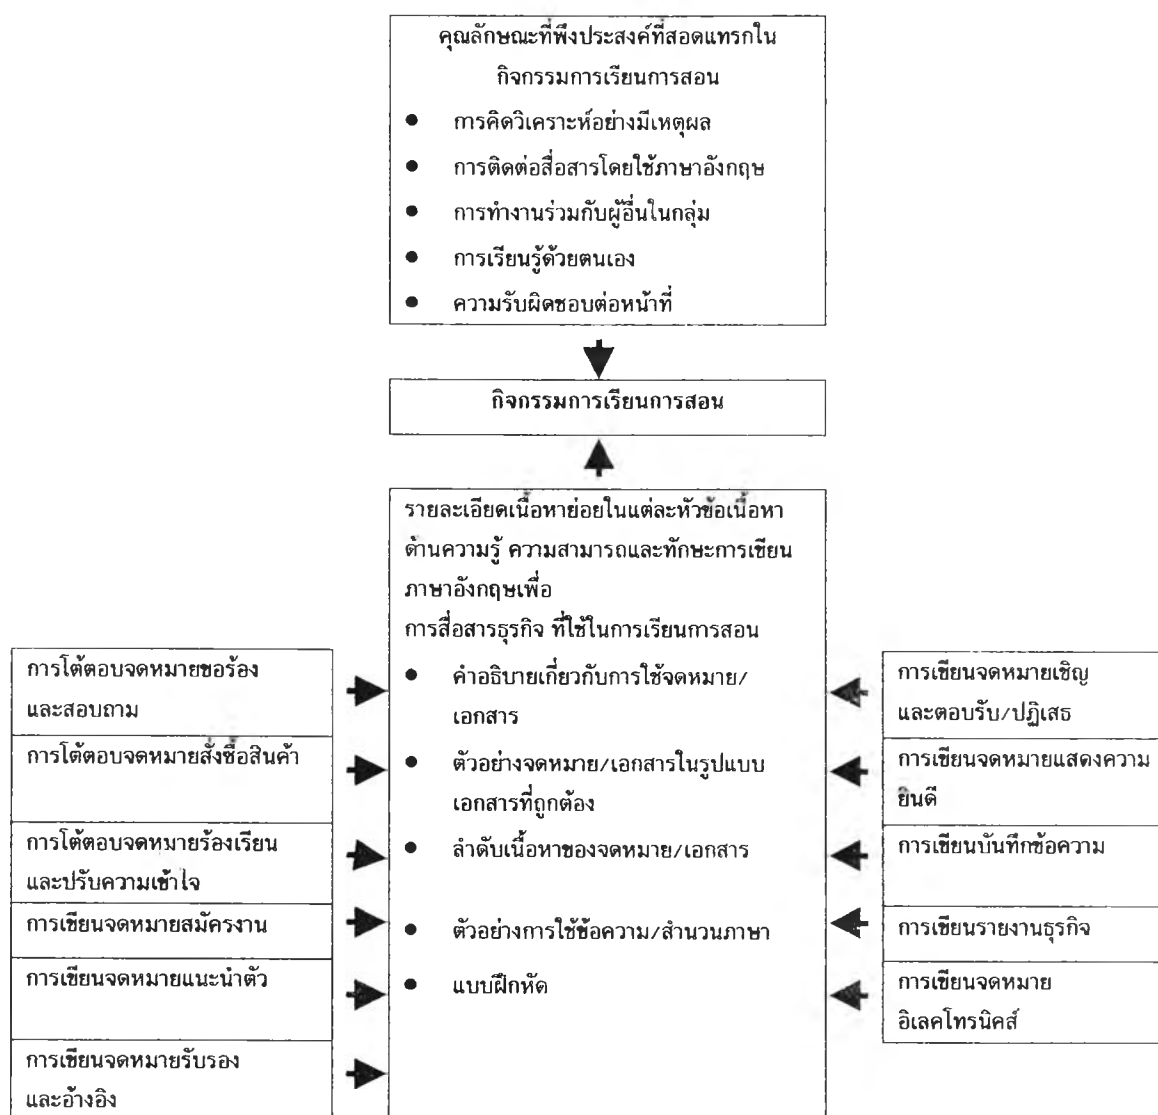 คุณลักษณะที่พึงประสงค์ที่สอดแทรกใน
กิจกรรมการเรียนการสอน
● การคิดวิเคราะห์อย่างมีเหตุผล
● การติดต่อสื่อสารโดยใช้ภาษาอังกฤษ
● การทำงานร่วมกับผู้อื่นในกลุ่ม
● การเรียนรู้ด้วยตนเอง
● ความรับผิดชอบต่อหน้าที่
กิจกรรมการเรียนการสอน
รายละเอียดเนื้อหาย่อยในแต่ละหัวข้อเนื้อหา
ด้านความรู้ ความสามารถและทักษะการเขียน
ภาษาอังกฤษเพื่อ
การสื่อสารธุรกิจ ที่ใช้ในการเรียนการสอน
● คำอธิบายเกี่ยวกับการใช้จดหมาย/
เอกสาร
● ตัวอย่างจดหมาย/เอกสารในรูปแบบ
เอกสารที่ถูกต้อง
● ลำดับเนื้อหาของจดหมาย/เอกสาร
● ตัวอย่างการใช้ข้อความ/สำนวนภาษา
● แบบฝึกหัด
การโต้ตอบจดหมายขอร้อง
และสอบถาม
การโต้ตอบจดหมายสั่งซื้อสินค้า
การโต้ตอบจดหมายร้องเรียน
และปรับความเข้าใจ
การเขียนจดหมายสมัครงาน
การเขียนจดหมายแนะนำตัว
การเขียนจดหมายรับรอง
และอ้างอิง
การเขียนจดหมายเชิญ
และตอบรับ/ปฏิเสธ
การเขียนจดหมายแสดงความ
ยินดี
การเขียนบันทึกข้อความ
การเขียนรายงานธุรกิจ
การเขียนจดหมาย
อิเลคโทรนิคส์